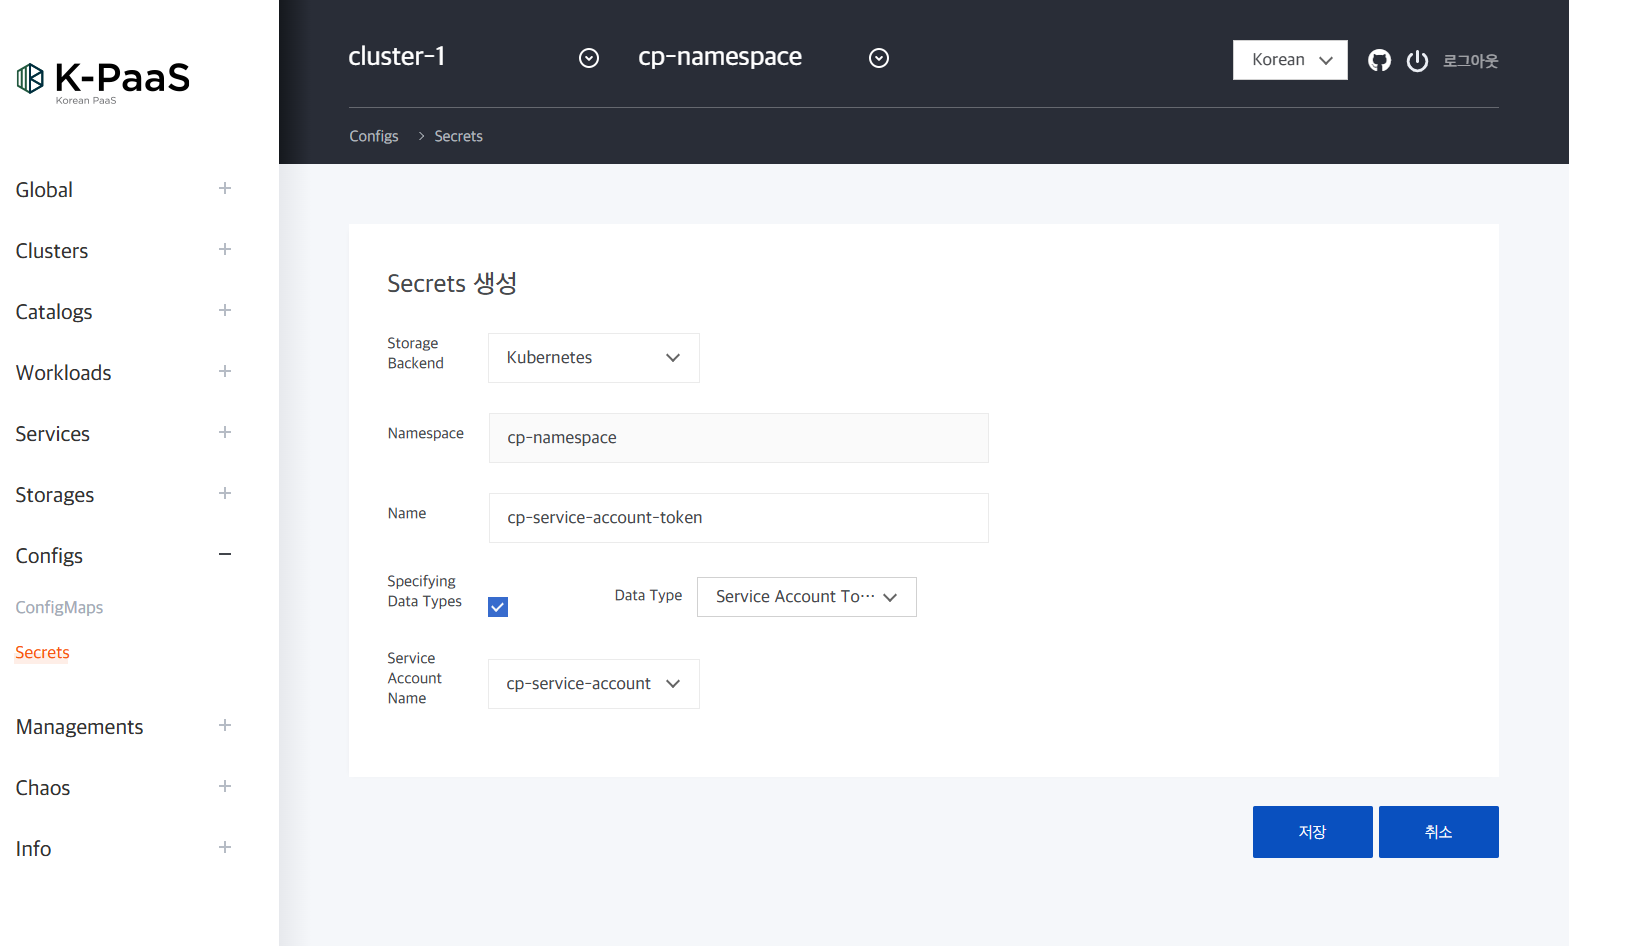 K-PaaS
Korean PaaS
Global
Clusters
Catalogs
Workloads
Services
Storages
Configs
ConfigMaps
Secrets
Managements
Chaos
Info
cluster-1
cp-namespace
Korean
로그아웃
Configs > Secrets
Secrets 생성
Storage
Backend
Kubernetes
Namespace
cp-namespace
Name
cp-service-account-token
Specifying
Data Types
Data Type
Service Account To…
Service
Account
Name
cp-service-account
저장
취소